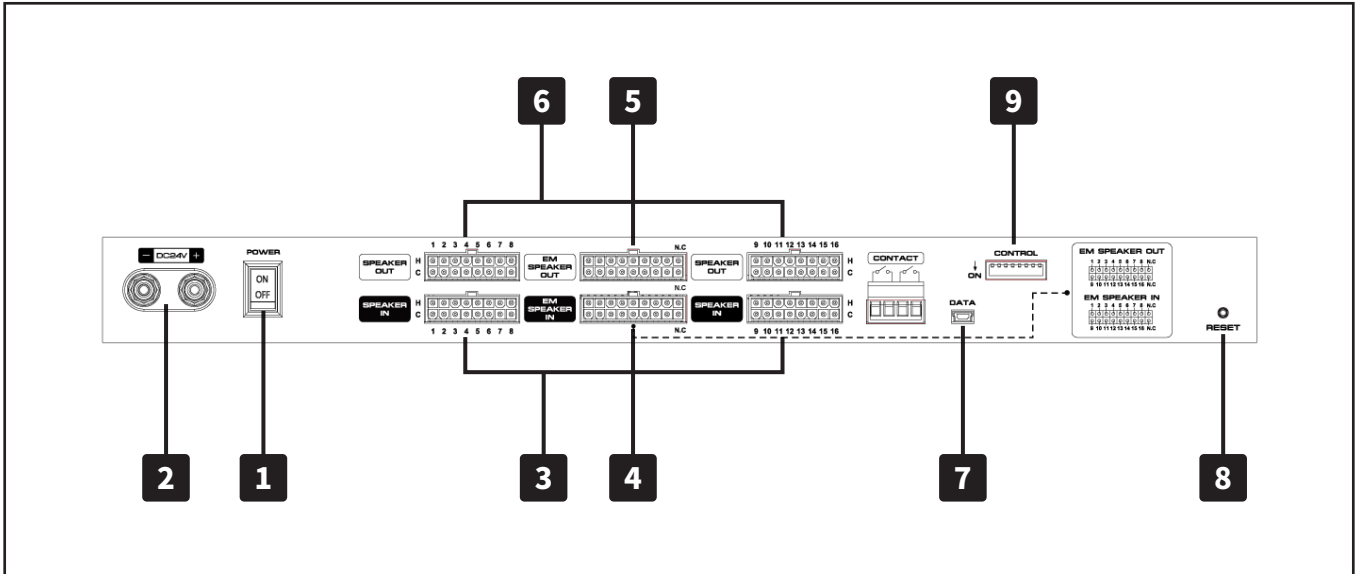 6 5 9
- DC24V +
POWER
ON
OFF
1 2 3 4 5 6 7 8
SPEAKER
OUT
H
C
EM
SPEAKER
OUT
N.C
SPEAKER
OUT
9 10 11 12 13 14 15 16
H
C
SPEAKER
IN
H
C
1 2 3 4 5 6 7 8
EM
SPEAKER
IN
N.C
N.C
SPEAKER
IN
H
C
9 10 11 12 13 14 15 16
CONTACT
DATA
CONTROL
↓
ON
EM SPEAKER OUT
1 2 3 4 5 6 7 8 N.C
9 10 11 12 13 14 15 16 N.C
EM SPEAKER IN
1 2 3 4 5 6 7 8 N.C
9 10 11 12 13 14 15 16 N.C
RESET
2 1 3 4 7 8